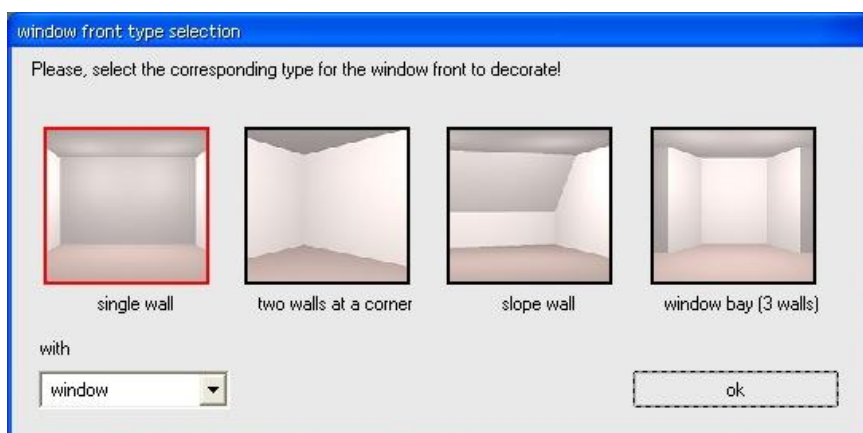 window front type selection
Please, select the corresponding type for the window front to decorate!
single wall
two walls at a corner
slope wall
window bay (3 walls)
with
window
ok